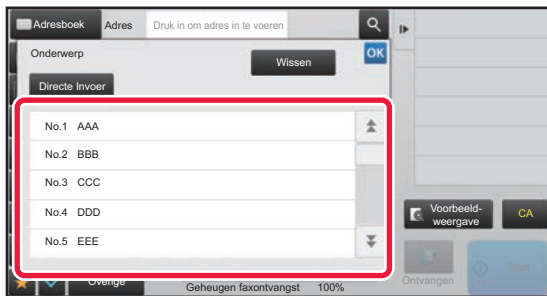 Adresboek Adres Druk in om adres in te voeren
Onderwerp Wissen OK
Directe Invoer
No.1 AAA
No.2 BBB
No.3 CCC
No.4 DDD
No.5 EEE
Voorbeeld-
weergave
CA
Overige Geheugen faxontvangst 100% Ontvangen Start